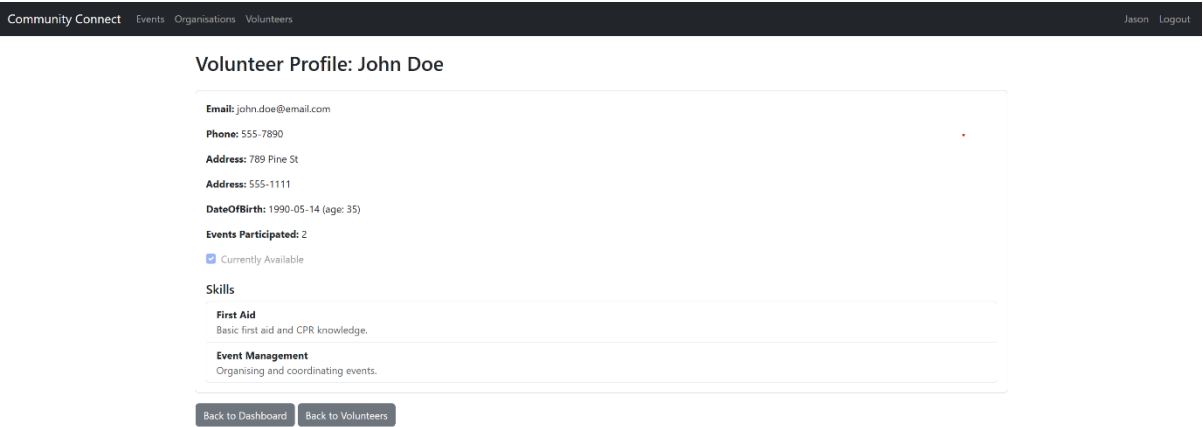 Community Connect Events Organisations Volunteers Jason Logout
Volunteer Profile: John Doe
Email: john.doe@email.com
Phone: 555-7890
Address: 789 Pine St
Address: 555-1111
DateOfBirth: 1990-05-14 (age: 35)
Events Participated: 2
Currently Available
Skills
First Aid
Basic first aid and CPR knowledge.
Event Management
Organising and coordinating events.
Back to Dashboard Back to Volunteers